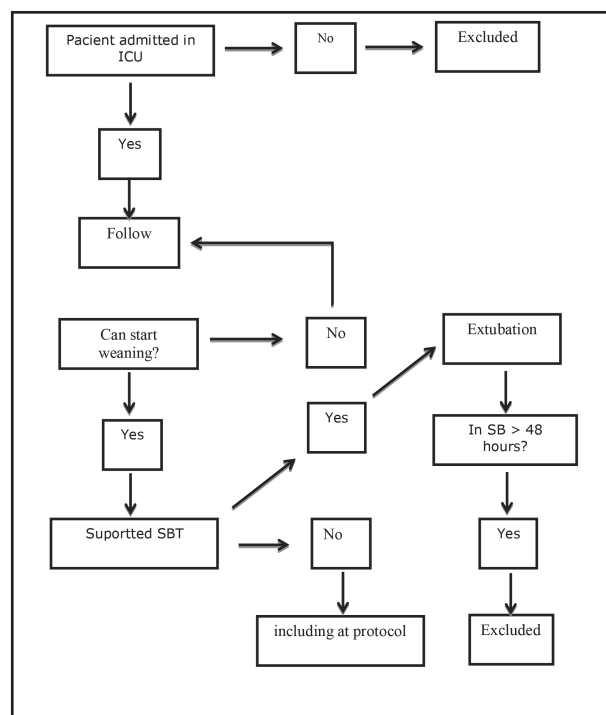 Pacient admitted in
ICU
No
Excluded
Yes
Follow
Can start
weaning?
No
Extubation
Yes
Yes
In SB > 48
hours?
Suportted SBT
No
Yes
including at protocol
Excluded